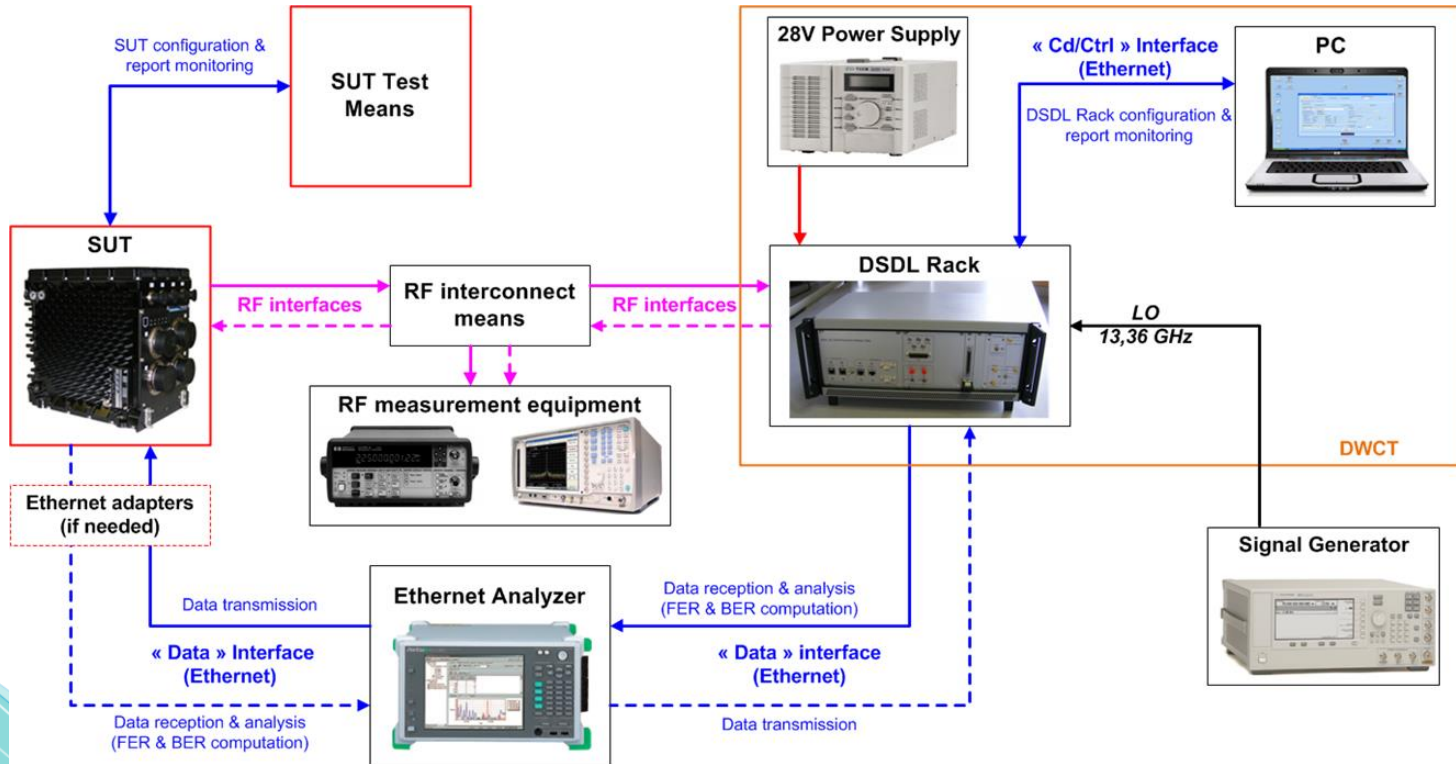 SUT configuration &
report monitoring
SUT Test
Means
28V Power Supply
« Cd/Ctrl » Interface
(Ethernet)
DSDL Rack configuration &
report monitoring
PC
SUT
RF interfaces
RF interconnect
means
RF interfaces
DSDL Rack
LO
13,36 GHz
DWCT
RF measurement equipment
Ethernet adapters
(if needed)
Data transmission
« Data » Interface
(Ethernet)
Data reception & analysis
(FER & BER computation)
Ethernet Analyzer
Data reception & analysis
(FER & BER computation)
« Data » interface
(Ethernet)
Data transmission
Signal Generator